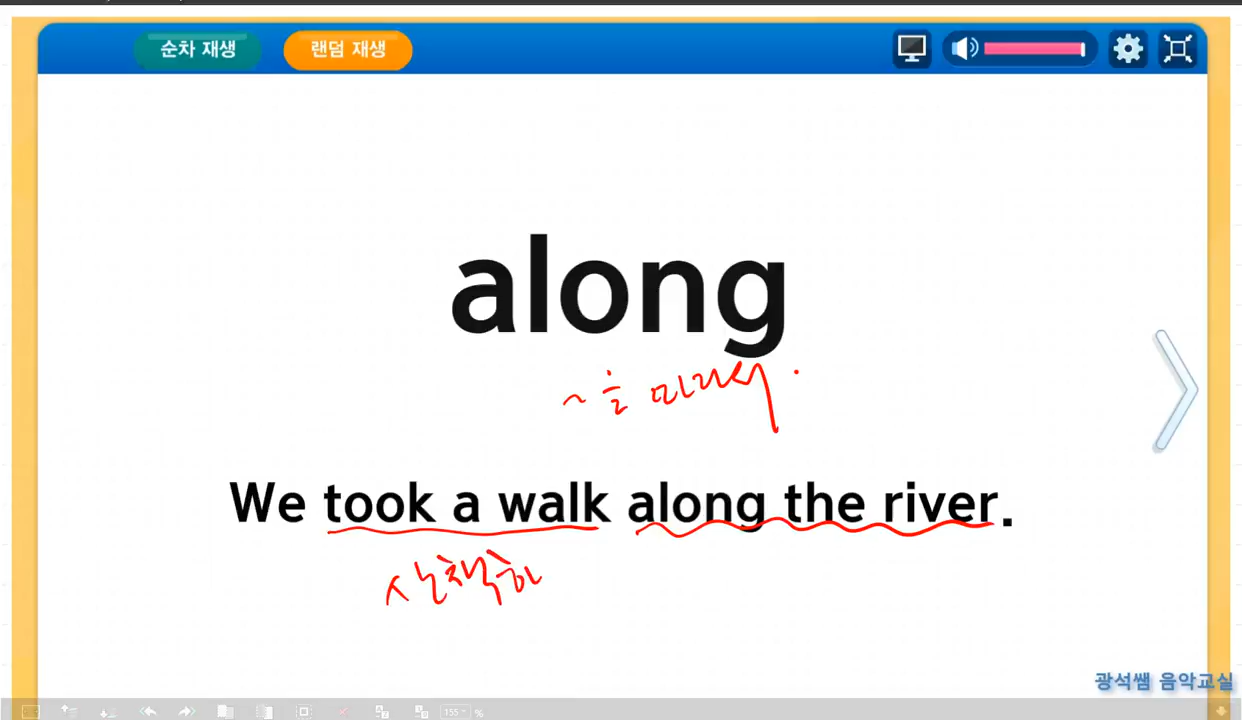 순차 재생 랜덤 재생
along
~을 따라서.
We took a walk along the river.
산책하
광석쌤 음악교실
155 %